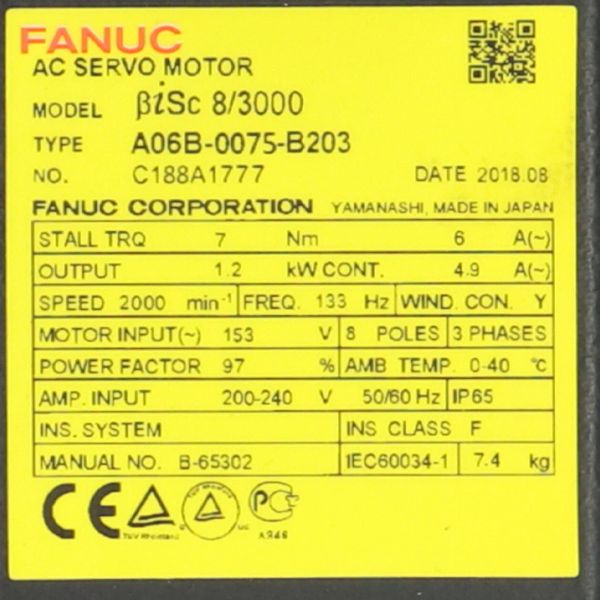 FANUC
AC SERVO MOTOR
MODEL βiSc 8/3000
TYPE A06B-0075-B203
NO. C188A1777 DATE 2018.08
FANUC CORPORATION YAMANASHI, MADE IN JAPAN
STALL TRQ 7 Nm 6 A(~)
OUTPUT 1.2 kW CONT. 4.9 A(~)
SPEED 2000 min⁻¹ FREQ. 133 Hz WIND. CON. Y
MOTOR INPUT(~) 153 V 8 POLES 3 PHASES
POWER FACTOR 97 % AMB TEMP. 0-40 °C
AMP. INPUT 200-240 V 50/60 Hz IP65
INS. SYSTEM INS CLASS F
MANUAL NO. B-65302 IEC60034-1 7.4 kg
CE
TUV Rheinland
C US